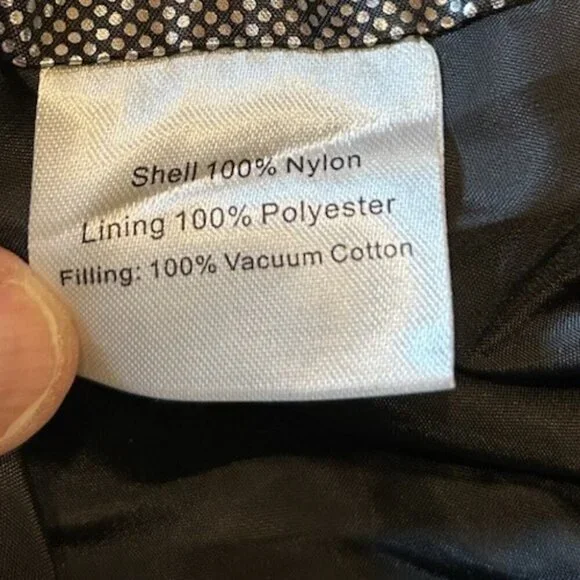 Shell 100% Nylon
Lining 100% Polyester
Filling: 100% Vacuum Cotton